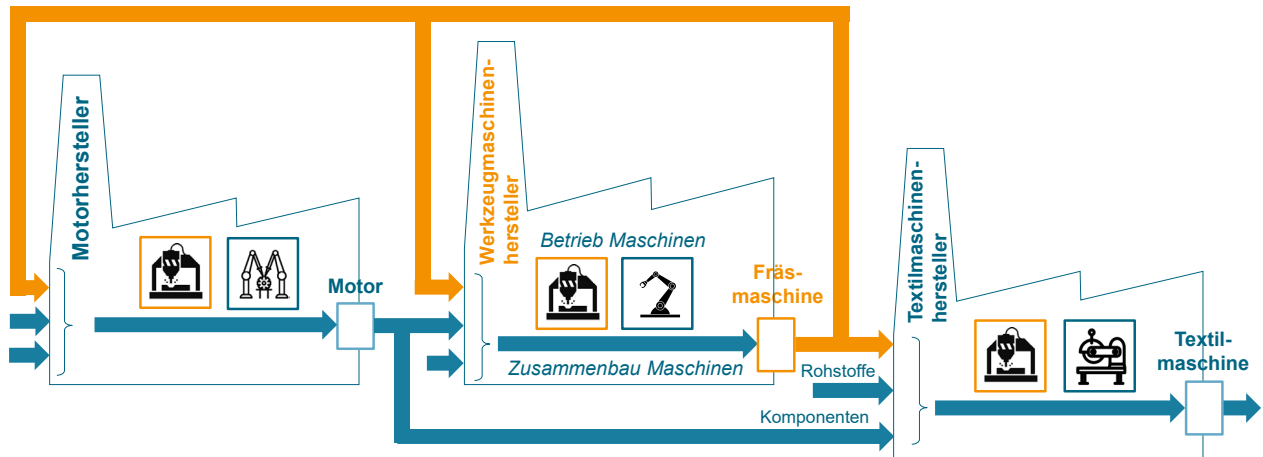 Motorhersteller
Motor
Werkzeugmaschinen-
hersteller
Betrieb Maschinen
Zusammenbau Maschinen
Fräs-
maschine
Rohstoffe
Komponenten
Textilmaschinen-
hersteller
Textil-
maschine